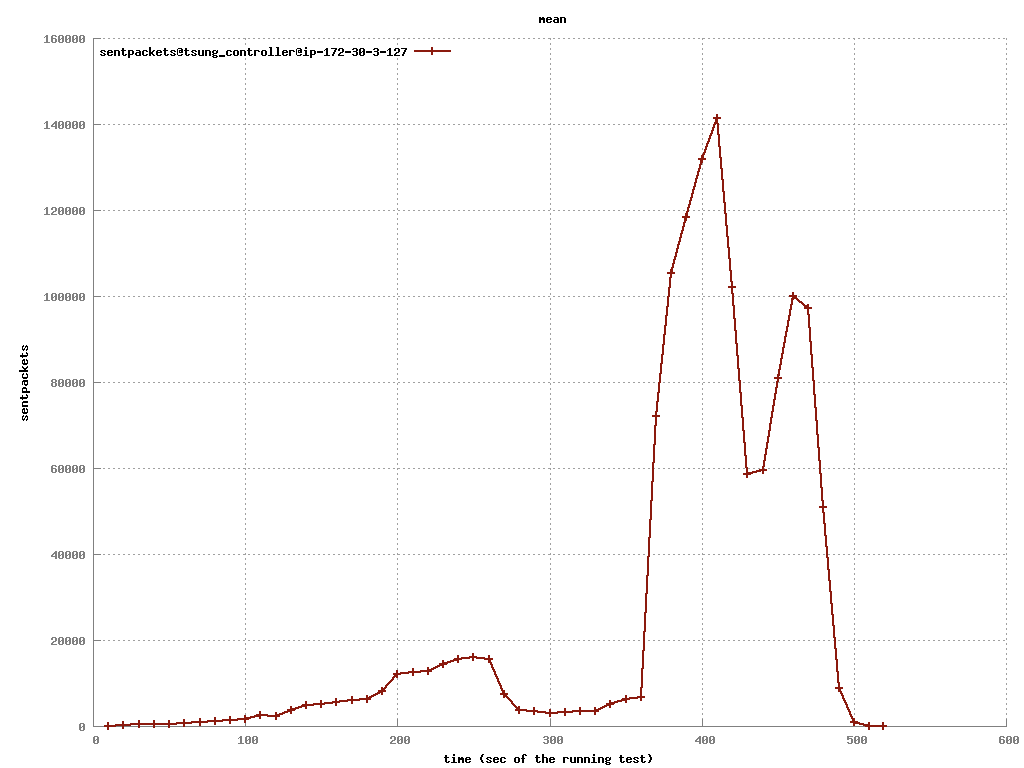 mean
sentpackets@tsung_controller@ip-172-30-3-127
160000
140000
120000
100000
80000
60000
40000
20000
0
sentpackets
0 100 200 300 400 500 600
time (sec of the running test)